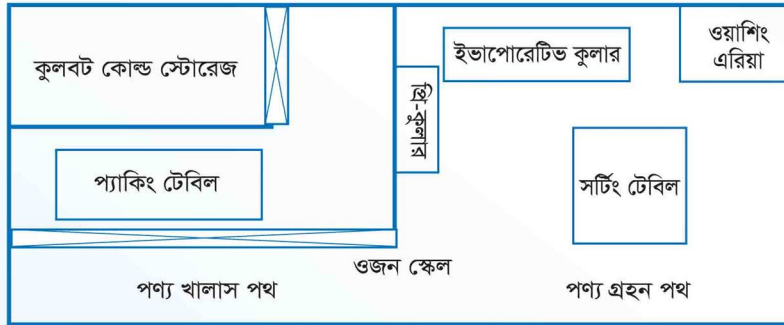 কুলবট কোল্ড স্টোরেজ
ইভাপোরেটিভ কুলার
ওয়াশিং
এরিয়া
প্রি-কুলার
প্যাকিং টেবিল
সর্টিং টেবিল
ওজন স্কেল
পণ্য খালাস পথ
পণ্য গ্রহন পথ